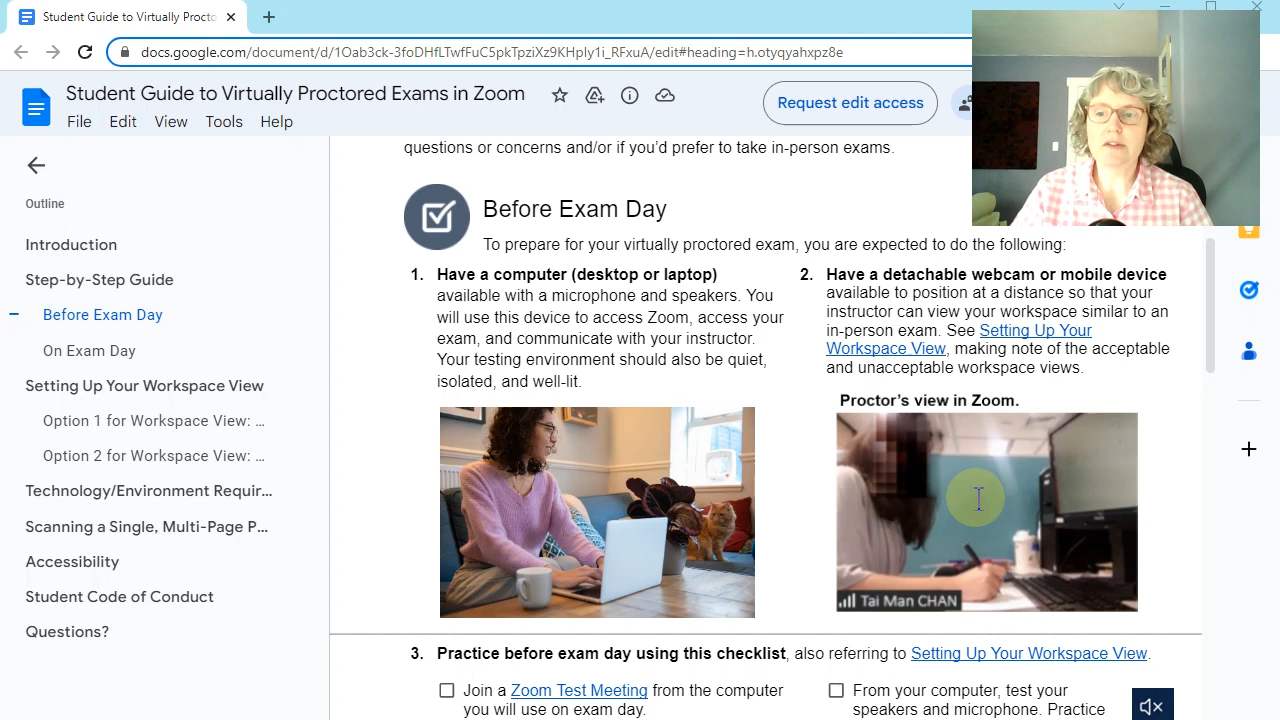 Student Guide to Virtually Procto
docs.google.com/document/d/1Oab3ck-3foDHfLTwfFuC5pkTpziXz9KHply1i_RFxuA/edit#heading=h.otyqyahxpz8e
Student Guide to Virtually Proctored Exams in Zoom
Request edit access
File Edit View Tools Help
Outline
Introduction
Step-by-Step Guide
Before Exam Day
On Exam Day
Setting Up Your Workspace View
Option 1 for Workspace View: ...
Option 2 for Workspace View: ...
Technology/Environment Requir...
Scanning a Single, Multi-Page P...
Accessibility
Student Code of Conduct
Questions?
questions or concerns and/or if you'd prefer to take in-person exams.
Before Exam Day
To prepare for your virtually proctored exam, you are expected to do the following:
1. Have a computer (desktop or laptop)
available with a microphone and speakers. You
will use this device to access Zoom, access your
exam, and communicate with your instructor.
Your testing environment should also be quiet,
isolated, and well-lit.
2. Have a detachable webcam or mobile device
available to position at a distance so that your
instructor can view your workspace similar to an
in-person exam. See Setting Up Your
Workspace View, making note of the acceptable
and unacceptable workspace views.
Proctor's view in Zoom.
Tai Man CHAN
3. Practice before exam day using this checklist, also referring to Setting Up Your Workspace View.
Join a Zoom Test Meeting from the computer
you will use on exam day.
From your computer, test your
speakers and microphone. Practice